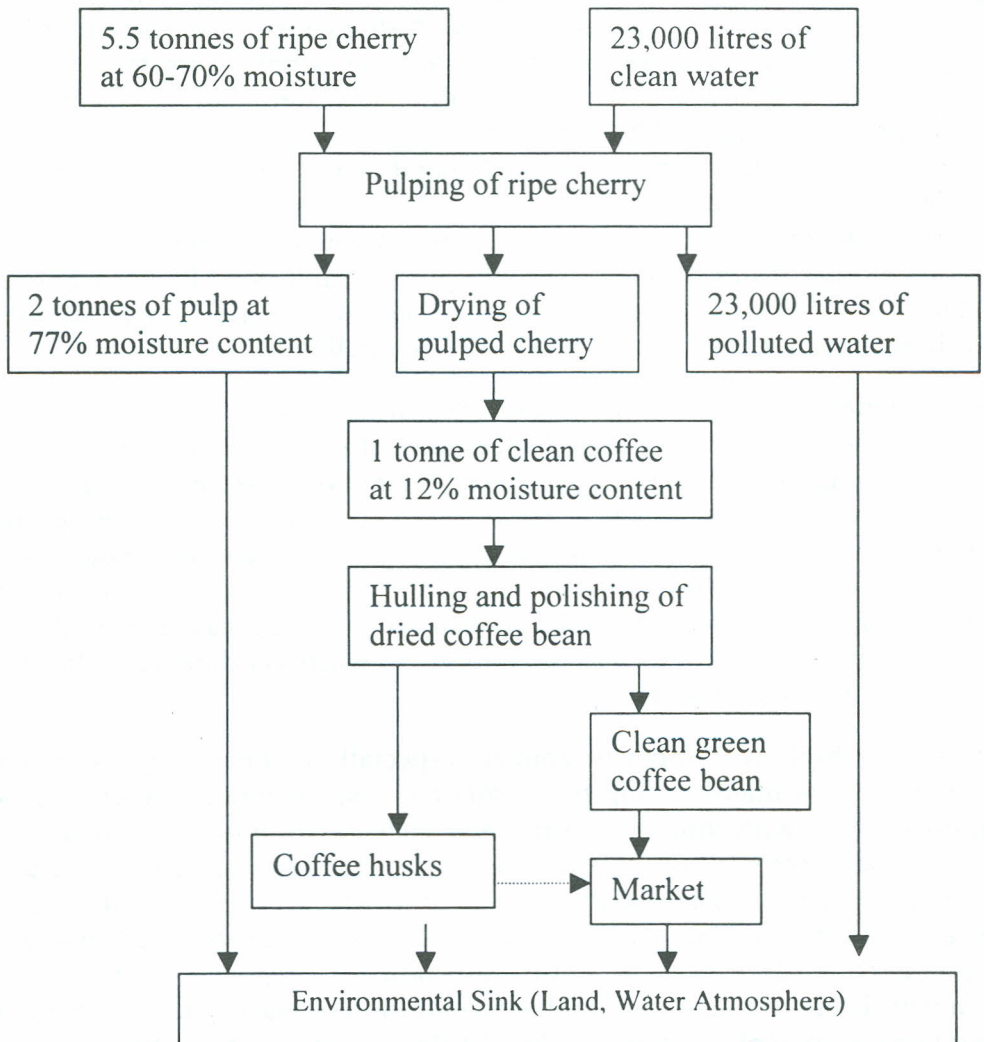 5.5 tonnes of ripe cherry
at 60-70% moisture
23,000 litres of
clean water
Pulping of ripe cherry
2 tonnes of pulp at
77% moisture content
Drying of
pulped cherry
23,000 litres of
polluted water
1 tonne of clean coffee
at 12% moisture content
Hulling and polishing of
dried coffee bean
Clean green
coffee bean
Coffee husks
Market
Environmental Sink (Land, Water Atmosphere)